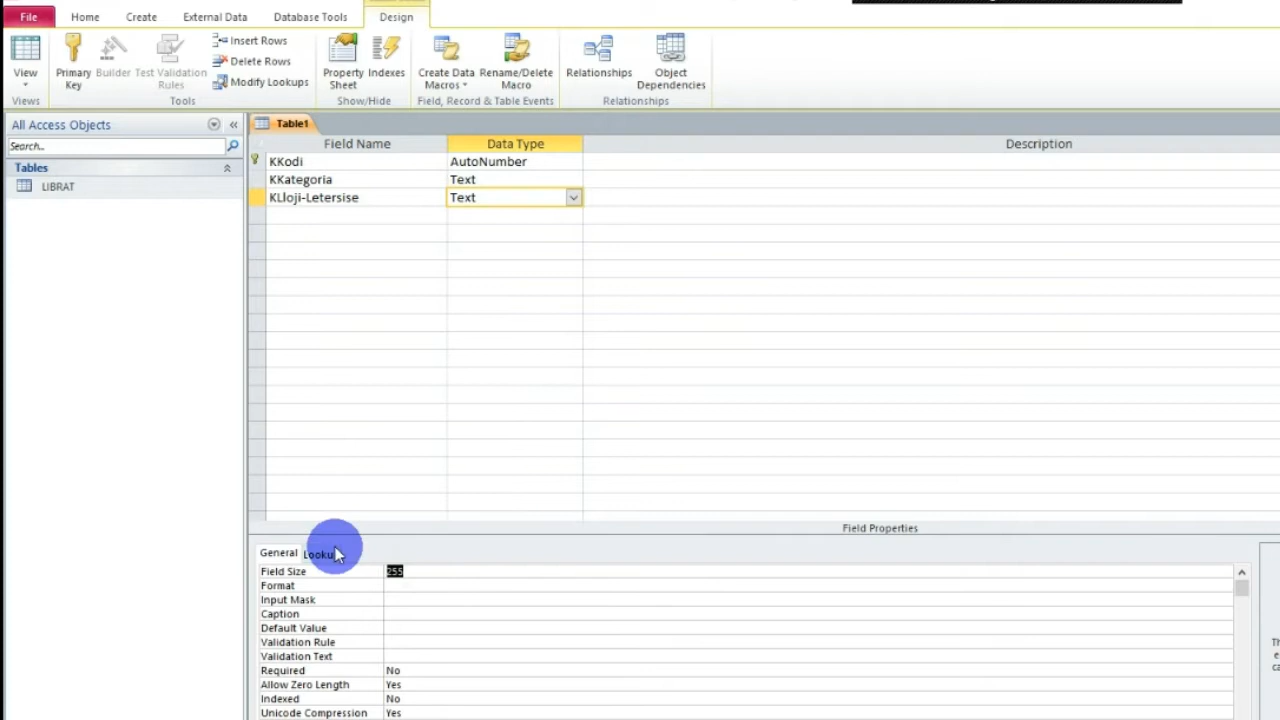 File Home Create External Data Database Tools Design
View Primary Key Builder Test Validation Rules Insert Rows Delete Rows Modify Lookups Property Sheet Indexes Create Data Macros Rename/Delete Macro Relationships Object Dependencies
Views Tools Show/Hide Field, Record & Table Events Relationships
All Access Objects
Search...
Tables
LIBRAT
Table1
Field Name Data Type Description
KKodi AutoNumber
KKategoria Text
KLloji-Letersise Text
Field Properties
General Looku
Field Size 255
Format
Input Mask
Caption
Default Value
Validation Rule
Validation Text
Required No
Allow Zero Length Yes
Indexed No
Unicode Compression Yes